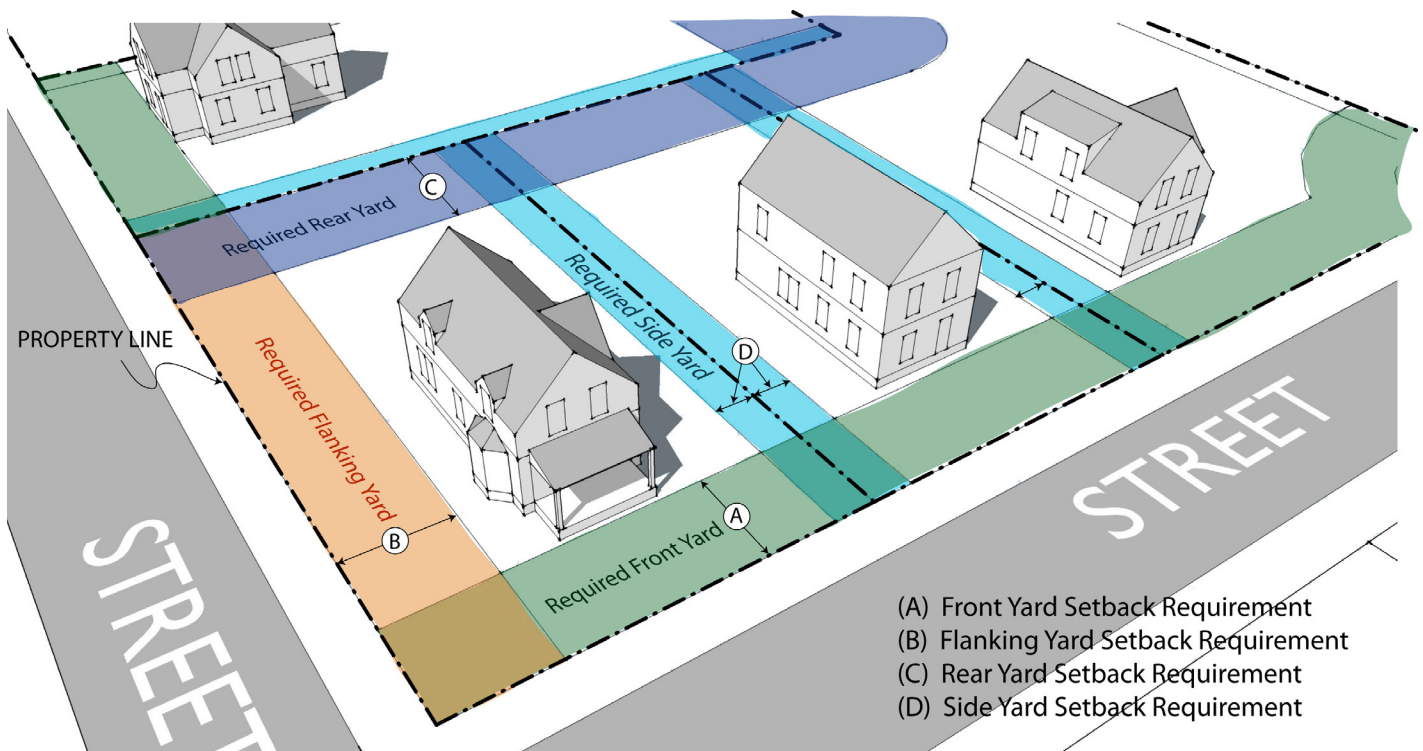 C
Required Rear Yard
Required Side Yard
PROPERTY LINE
Required Flanking Yard
D
B
A
Required Front Yard
STREET
STREET
(A) Front Yard Setback Requirement
(B) Flanking Yard Setback Requirement
(C) Rear Yard Setback Requirement
(D) Side Yard Setback Requirement